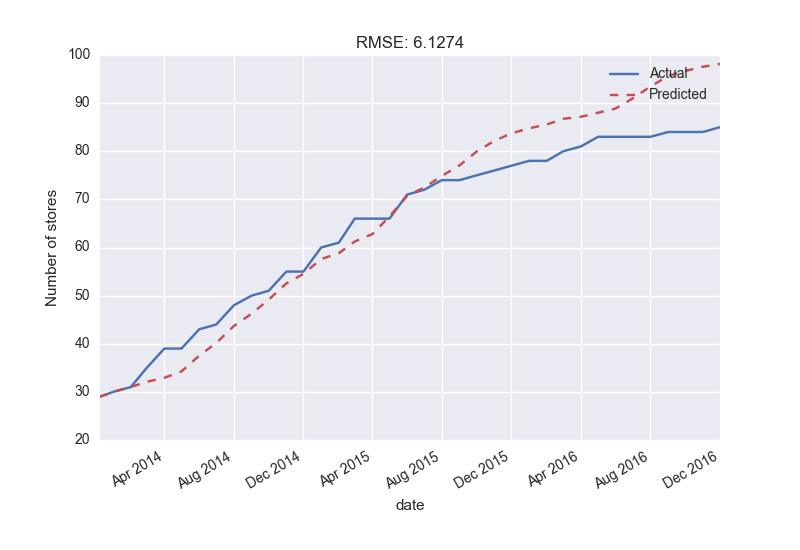 RMSE: 6.1274
100
90
80
70
60
50
40
30
20
Number of stores
Actual
Predicted
Apr 2014
Aug 2014
Dec 2014
Apr 2015
Aug 2015
Dec 2015
Apr 2016
Aug 2016
Dec 2016
date